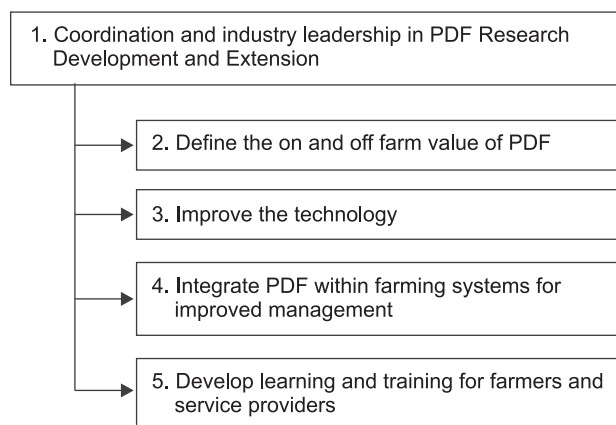 1. Coordination and industry leadership in PDF Research
Development and Extension
2. Define the on and off farm value of PDF
3. Improve the technology
4. Integrate PDF within farming systems for
improved management
5. Develop learning and training for farmers and
service providers